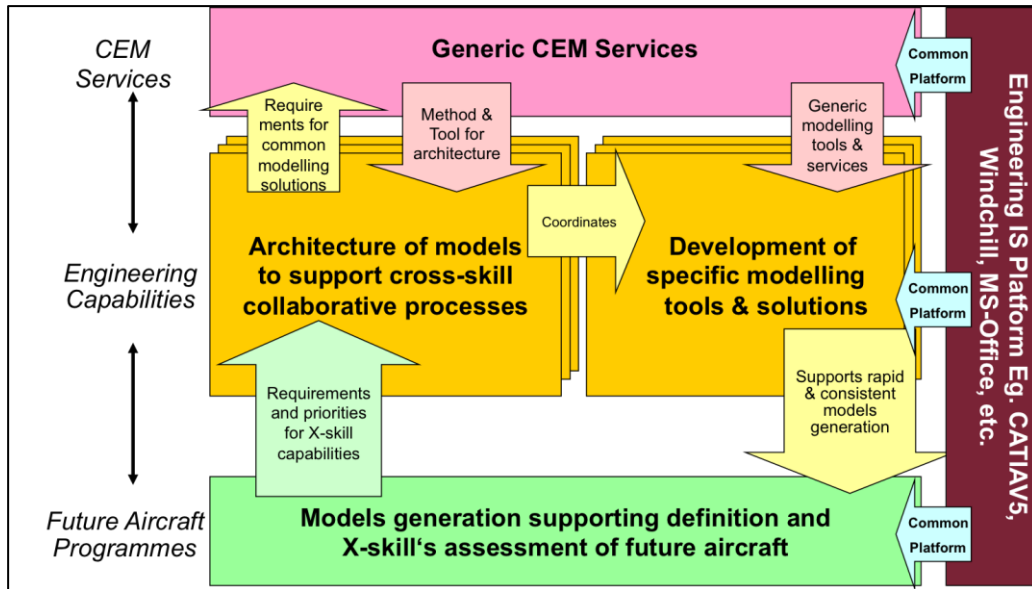 CEM
Services
Generic CEM Services
Common
Platform
Require
ments for
common
modelling
solutions
Method &
Tool for
architecture
Generic
modelling
tools &
services
Engineering
Capabilities
Architecture of models
to support cross-skill
collaborative processes
Coordinates
Development of
specific modelling
tools & solutions
Common
Platform
Requirements
and priorities
for X-skill
capabilities
Supports rapid
& consistent
models
generation
Future Aircraft
Programmes
Models generation supporting definition and
X-skill‘s assessment of future aircraft
Common
Platform
Engineering IS Platform Eg. CATIAV5,
Windchill, MS-Office, etc.